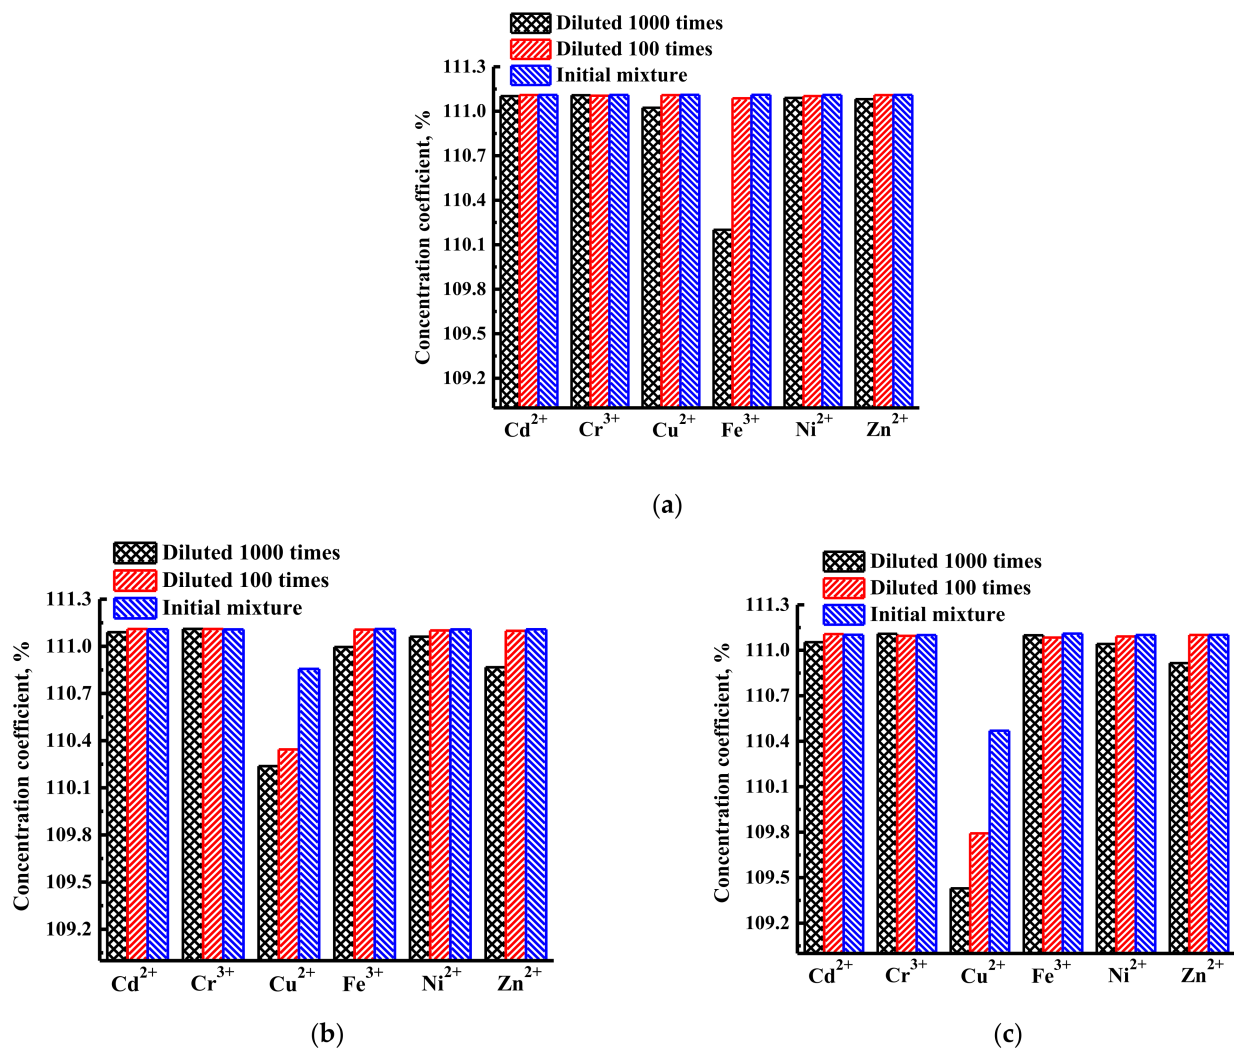 Diluted 1000 times
Diluted 100 times
Initial mixture
Concentration coefficient, %
111.3
111.0
110.7
110.4
110.1
109.8
109.5
109.2
Cd²⁺ Cr³⁺ Cu²⁺ Fe³⁺ Ni²⁺ Zn²⁺
(a)
Diluted 1000 times
Diluted 100 times
Initial mixture
Concentration coefficient, %
111.3
111.0
110.7
110.4
110.1
109.8
109.5
109.2
Cd²⁺ Cr³⁺ Cu²⁺ Fe³⁺ Ni²⁺ Zn²⁺
(b)
Diluted 1000 times
Diluted 100 times
Initial mixture
Concentration coefficient, %
111.3
111.0
110.7
110.4
110.1
109.8
109.5
109.2
Cd²⁺ Cr³⁺ Cu²⁺ Fe³⁺ Ni²⁺ Zn²⁺
(c)